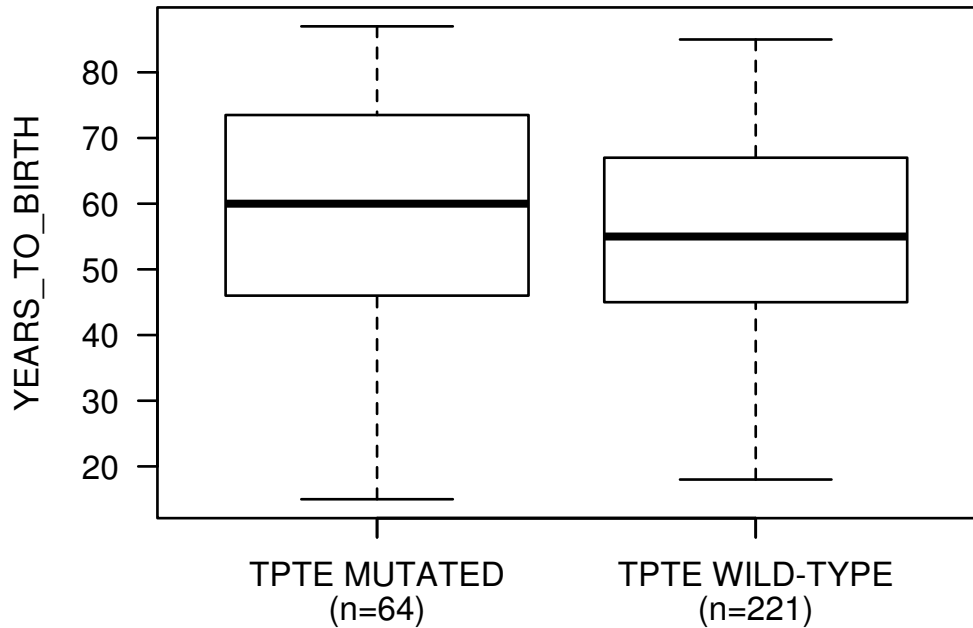 YEARS_TO_BIRTH
80
70
60
50
40
30
20
TPTE MUTATED
(n=64)
TPTE WILD-TYPE
(n=221)